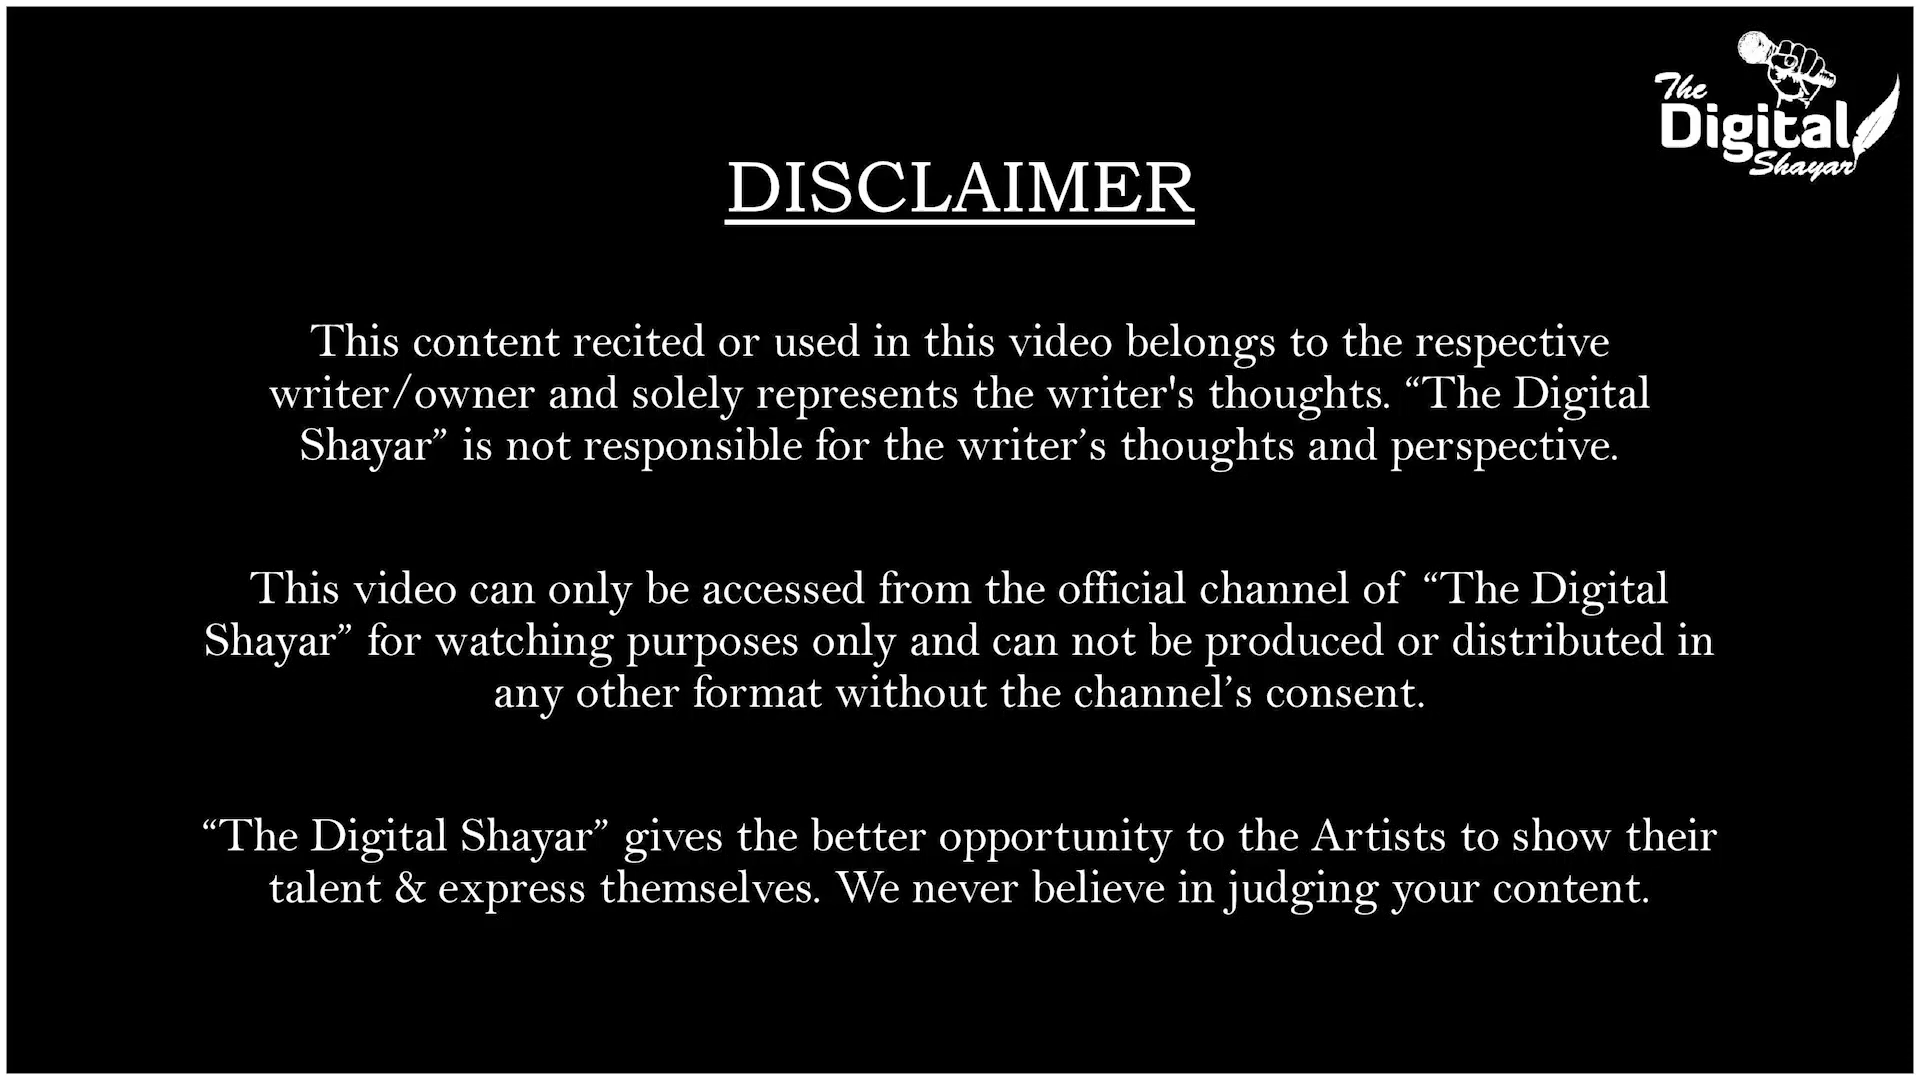 The
Digital
Shayar
DISCLAIMER
This content recited or used in this video belongs to the respective
writer/owner and solely represents the writer's thoughts. “The Digital
Shayar” is not responsible for the writer’s thoughts and perspective.
This video can only be accessed from the official channel of “The Digital
Shayar” for watching purposes only and can not be produced or distributed in
any other format without the channel’s consent.
“The Digital Shayar” gives the better opportunity to the Artists to show their
talent & express themselves. We never believe in judging your content.